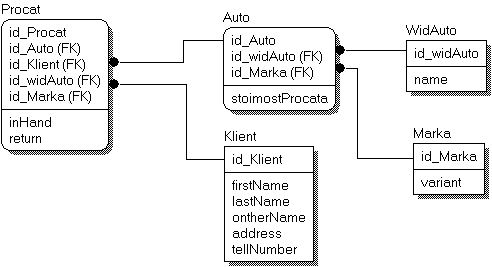 Procat
id_Procat
id_Auto (FK)
id_Klient (FK)
id_widAuto (FK)
id_Marka (FK)
inHand
return
Auto
id_Auto
id_widAuto (FK)
id_Marka (FK)
stoimostProcata
WidAuto
id_widAuto
name
Klient
id_Klient
firstName
lastName
ontherName
address
tellNumber
Marka
id_Marka
variant